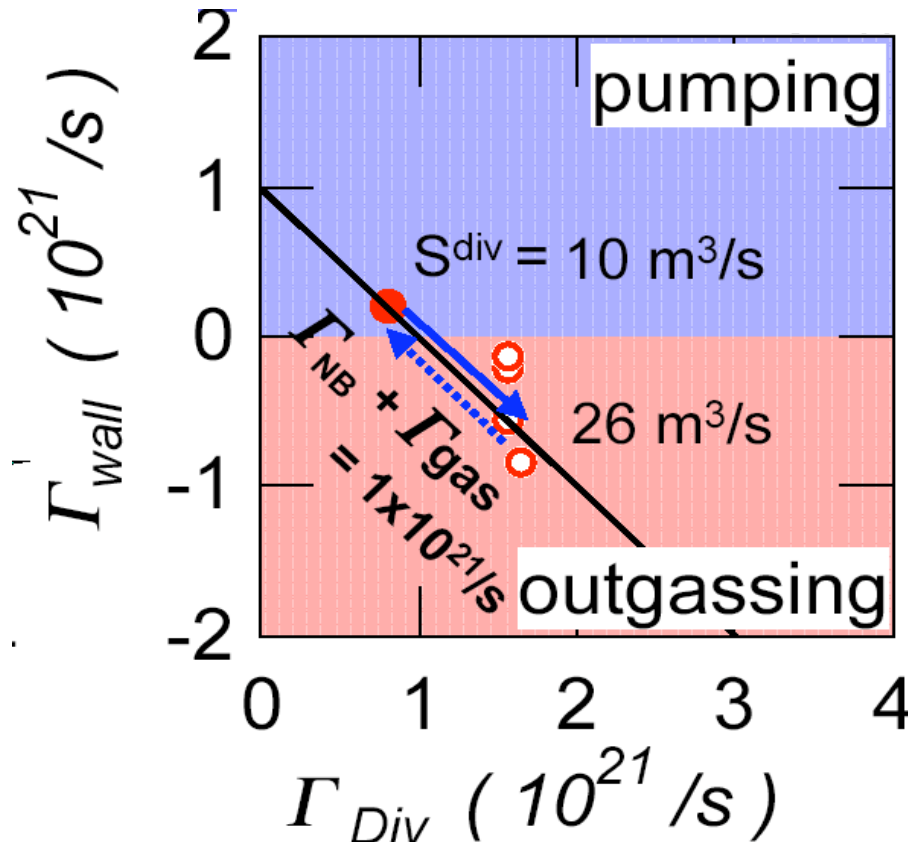 2
pumping
1
S^div = 10 m³/s
0
Γ_NB + Γgas
= 1x10²¹/s
26 m³/s
-1
outgassing
-2
0 1 2 3 4
Γ_wall ( 10²¹ /s )
Γ_Div ( 10²¹ /s )